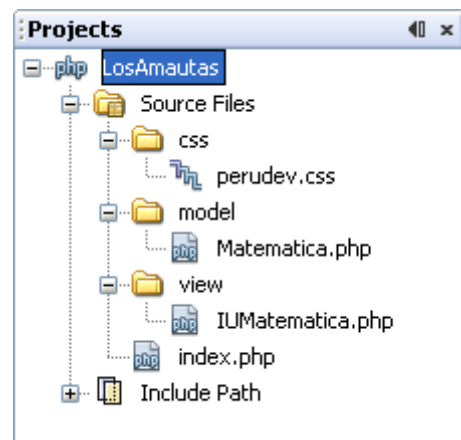 Projects
php LosAmautas
Source Files
css
perudev.css
model
php Matematica.php
view
php IUMatematica.php
php index.php
Include Path